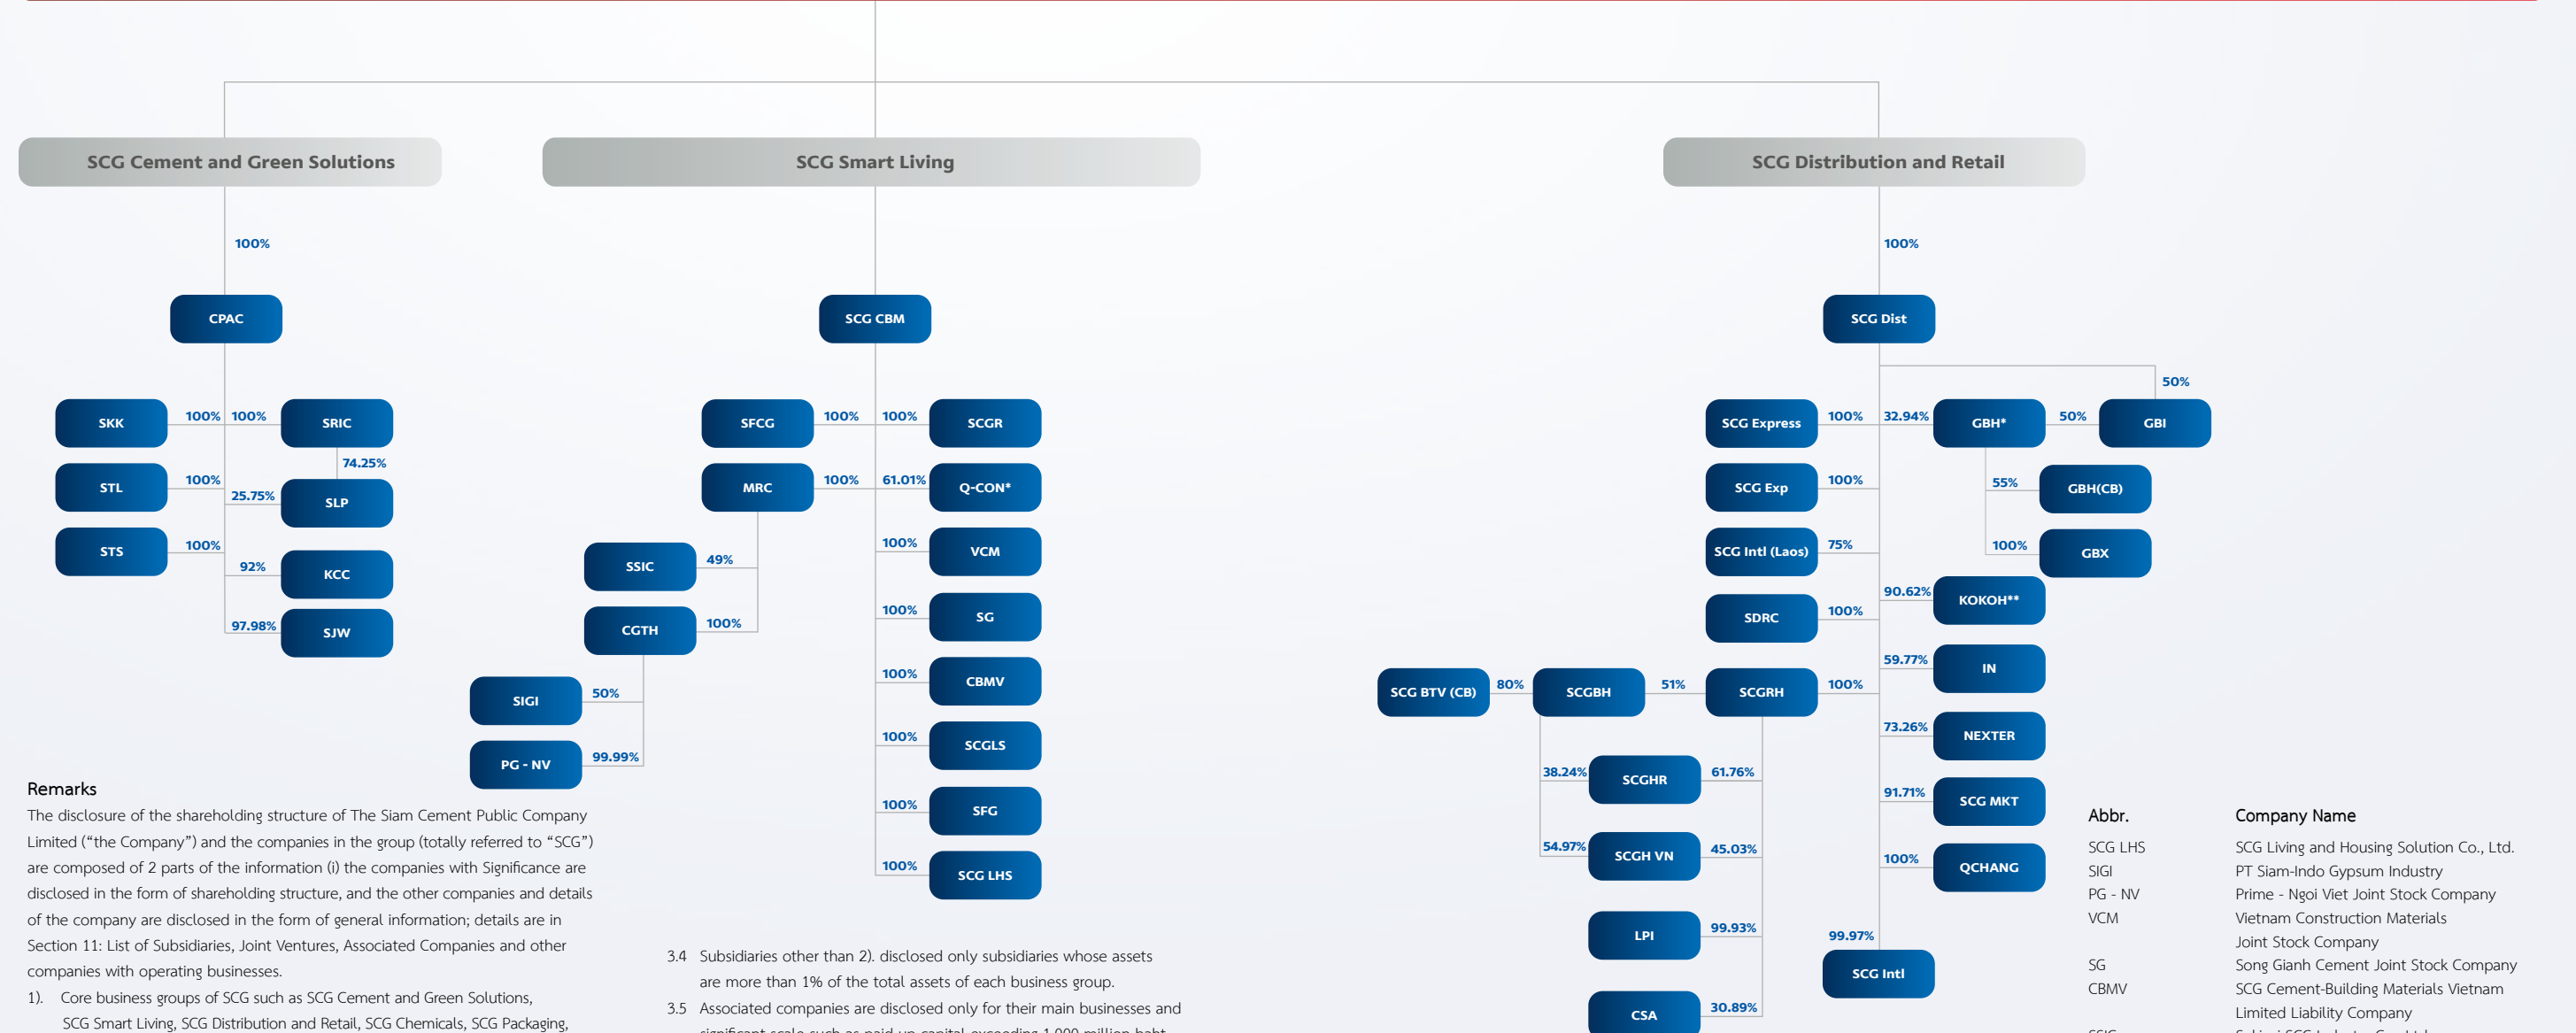 SCG Cement and Green Solutions
SCG Smart Living
SCG Distribution and Retail
100%
100%
CPAC
SCG CBM
SCG Dist
50%
SKK
100%
100%
SRIC
74.25%
STL
100%
25.75%
SLP
STS
100%
92%
KCC
97.98%
SJW
SFCG
100%
100%
SCGR
MRC
100%
61.01%
Q-CON*
SSIC
49%
100%
VCM
CGTH
100%
100%
SG
SIGI
50%
100%
CBMV
PG - NV
99.99%
100%
SCGLS
100%
SFG
100%
SCG LHS
SCG Express
100%
32.94%
GBH*
50%
GBI
SCG Exp
100%
55%
GBH(CB)
SCG Intl (Laos)
75%
100%
GBX
90.62%
KOKOH**
SDRC
100%
59.77%
IN
SCG BTV (CB)
80%
SCGBH
51%
SCGRH
100%
73.26%
NEXTER
38.24%
SCGHR
61.76%
91.71%
SCG MKT
54.97%
SCGH VN
45.03%
100%
QCHANG
LPI
99.93%
99.97%
SCG Intl
CSA
30.89%
Remarks
The disclosure of the shareholding structure of The Siam Cement Public Company
Limited (“the Company”) and the companies in the group (totally referred to “SCG”)
are composed of 2 parts of the information (i) the companies with Significance are
disclosed in the form of shareholding structure, and the other companies and details
of the company are disclosed in the form of general information; details are in
Section 11: List of Subsidiaries, Joint Ventures, Associated Companies and other
companies with operating businesses.
1). Core business groups of SCG such as SCG Cement and Green Solutions,
SCG Smart Living, SCG Distribution and Retail, SCG Chemicals, SCG Packaging,
3.4 Subsidiaries other than 2). disclosed only subsidiaries whose assets
are more than 1% of the total assets of each business group.
3.5 Associated companies are disclosed only for their main businesses and
significant scale such as paid up capital exceeding 1,000 million baht
Abbr. Company Name
SCG LHS SCG Living and Housing Solution Co., Ltd.
SIGI PT Siam-Indo Gypsum Industry
PG - NV Prime - Ngoi Viet Joint Stock Company
VCM Vietnam Construction Materials
Joint Stock Company
SG Song Gianh Cement Joint Stock Company
CBMV SCG Cement-Building Materials Vietnam
Limited Liability Company